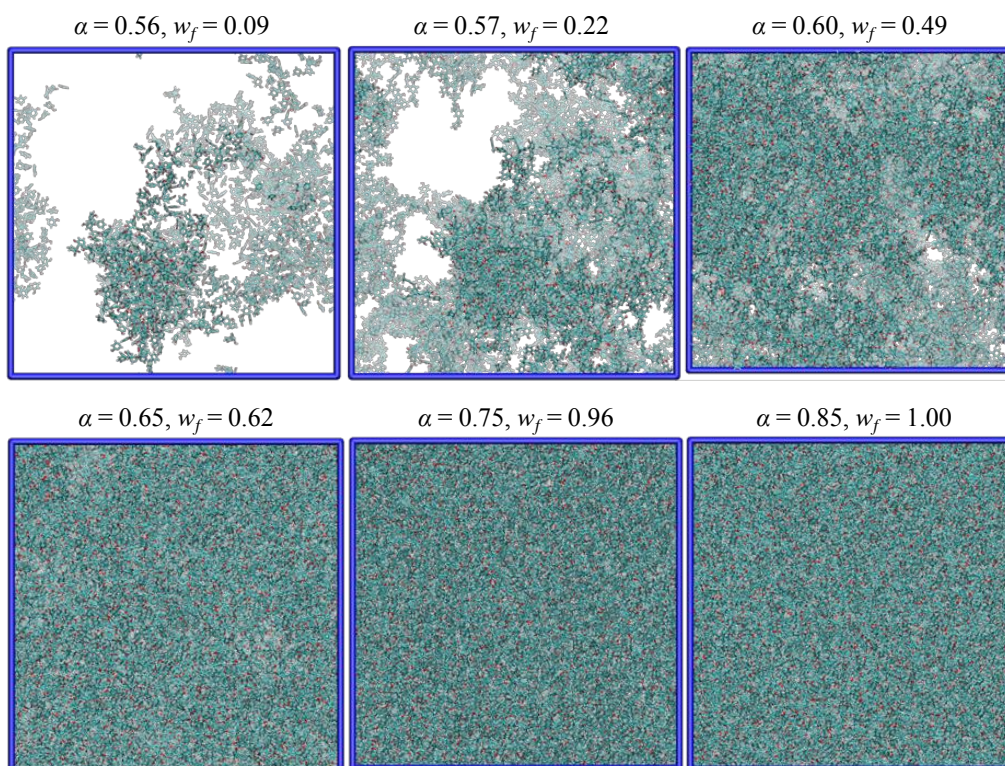 α = 0.56, w_f = 0.09
α = 0.57, w_f = 0.22
α = 0.60, w_f = 0.49
α = 0.65, w_f = 0.62
α = 0.75, w_f = 0.96
α = 0.85, w_f = 1.00